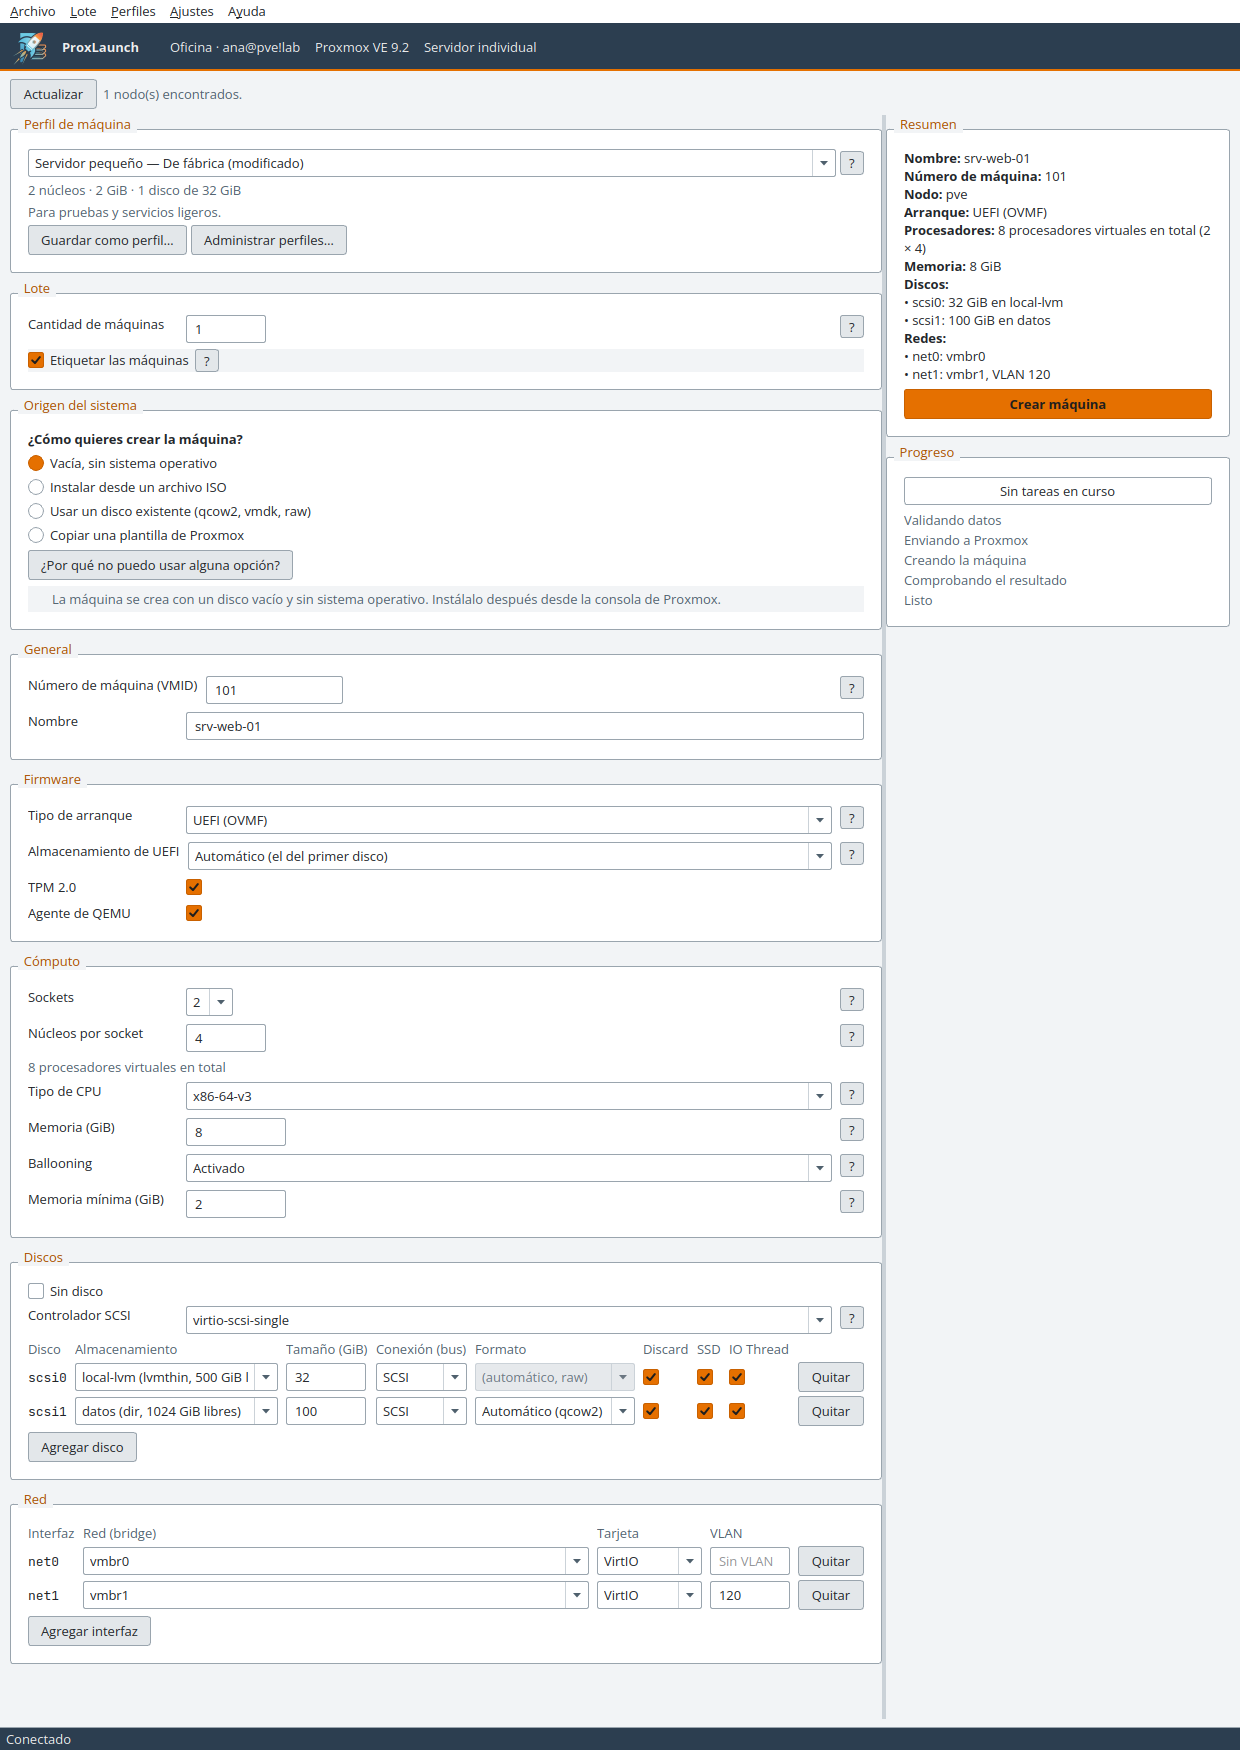 Archivo Lote Perfiles Ajustes Ayuda
ProxLaunch Oficina · ana@pve!lab Proxmox VE 9.2 Servidor individual
Actualizar 1 nodo(s) encontrados.
Perfil de máquina
Servidor pequeño — De fábrica (modificado) ?
2 núcleos · 2 GiB · 1 disco de 32 GiB
Para pruebas y servicios ligeros.
Guardar como perfil... Administrar perfiles...
Lote
Cantidad de máquinas 1 ?
Etiquetar las máquinas ?
Origen del sistema
¿Cómo quieres crear la máquina?
Vacía, sin sistema operativo
Instalar desde un archivo ISO
Usar un disco existente (qcow2, vmdk, raw)
Copiar una plantilla de Proxmox
¿Por qué no puedo usar alguna opción?
La máquina se crea con un disco vacío y sin sistema operativo. Instálalo después desde la consola de Proxmox.
General
Número de máquina (VMID) 101 ?
Nombre srv-web-01
Firmware
Tipo de arranque UEFI (OVMF) ?
Almacenamiento de UEFI Automático (el del primer disco) ?
TPM 2.0
Agente de QEMU
Cómputo
Sockets 2 ?
Núcleos por socket 4 ?
8 procesadores virtuales en total
Tipo de CPU x86-64-v3 ?
Memoria (GiB) 8 ?
Ballooning Activado ?
Memoria mínima (GiB) 2 ?
Discos
Sin disco
Controlador SCSI virtio-scsi-single ?
Disco Almacenamiento Tamaño (GiB) Conexión (bus) Formato Discard SSD IO Thread
scsi0 local-lvm (lvmthin, 500 GiB l 32 SCSI (automático, raw) Quitar
scsi1 datos (dir, 1024 GiB libres) 100 SCSI Automático (qcow2) Quitar
Agregar disco
Red
Interfaz Red (bridge) Tarjeta VLAN
net0 vmbr0 VirtIO Sin VLAN Quitar
net1 vmbr1 VirtIO 120 Quitar
Agregar interfaz
Resumen
Nombre: srv-web-01
Número de máquina: 101
Nodo: pve
Arranque: UEFI (OVMF)
Procesadores: 8 procesadores virtuales en total (2
× 4)
Memoria: 8 GiB
Discos:
• scsi0: 32 GiB en local-lvm
• scsi1: 100 GiB en datos
Redes:
• net0: vmbr0
• net1: vmbr1, VLAN 120
Crear máquina
Progreso
Sin tareas en curso
Validando datos
Enviando a Proxmox
Creando la máquina
Comprobando el resultado
Listo
Conectado